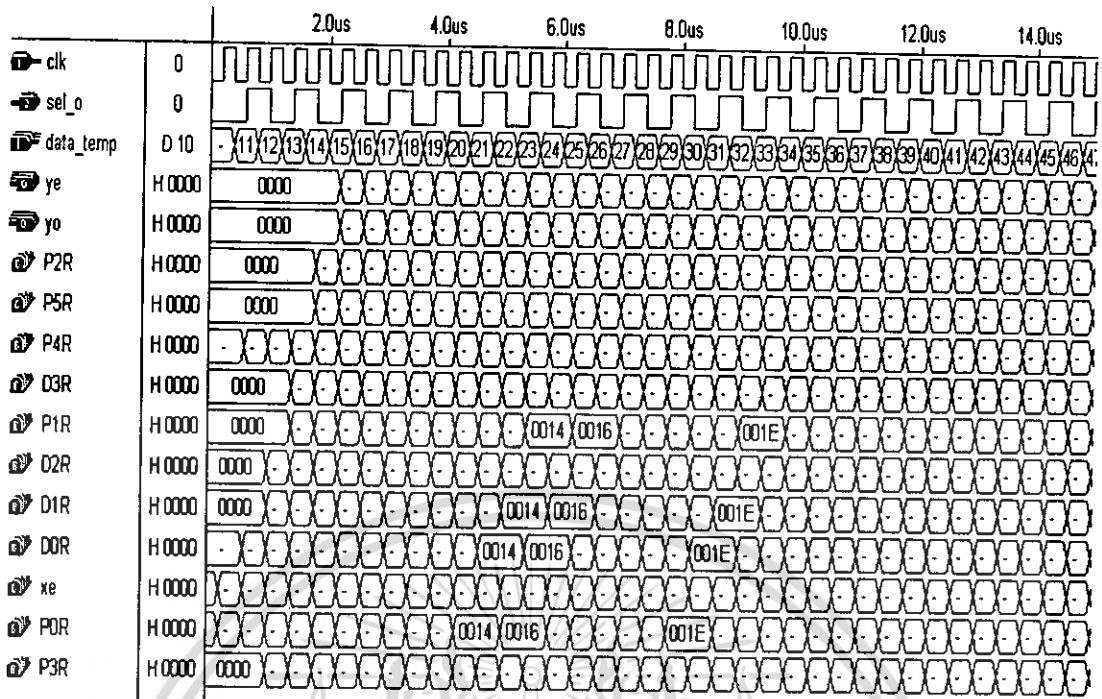 2.0us 4.0us 6.0us 8.0us 10.0us 12.0us 14.0us
clk 0
sel_o 0
data_temp D 10 - 11 12 13 14 15 16 17 18 19 20 21 22 23 24 25 26 27 28 29 30 31 32 33 34 35 36 37 38 39 40 41 42 43 44 45 46
ye H 0000 0000
yo H 0000 0000
P2R H 0000 0000
P5R H 0000 0000
P4R H 0000
D3R H 0000 0000
P1R H 0000 0000 0014 0016 001E
D2R H 0000 0000
D1R H 0000 0000 0014 0016 001E
D0R H 0000 0014 0016 001E
xe H 0000
P0R H 0000 0014 0016 001E
P3R H 0000 0000